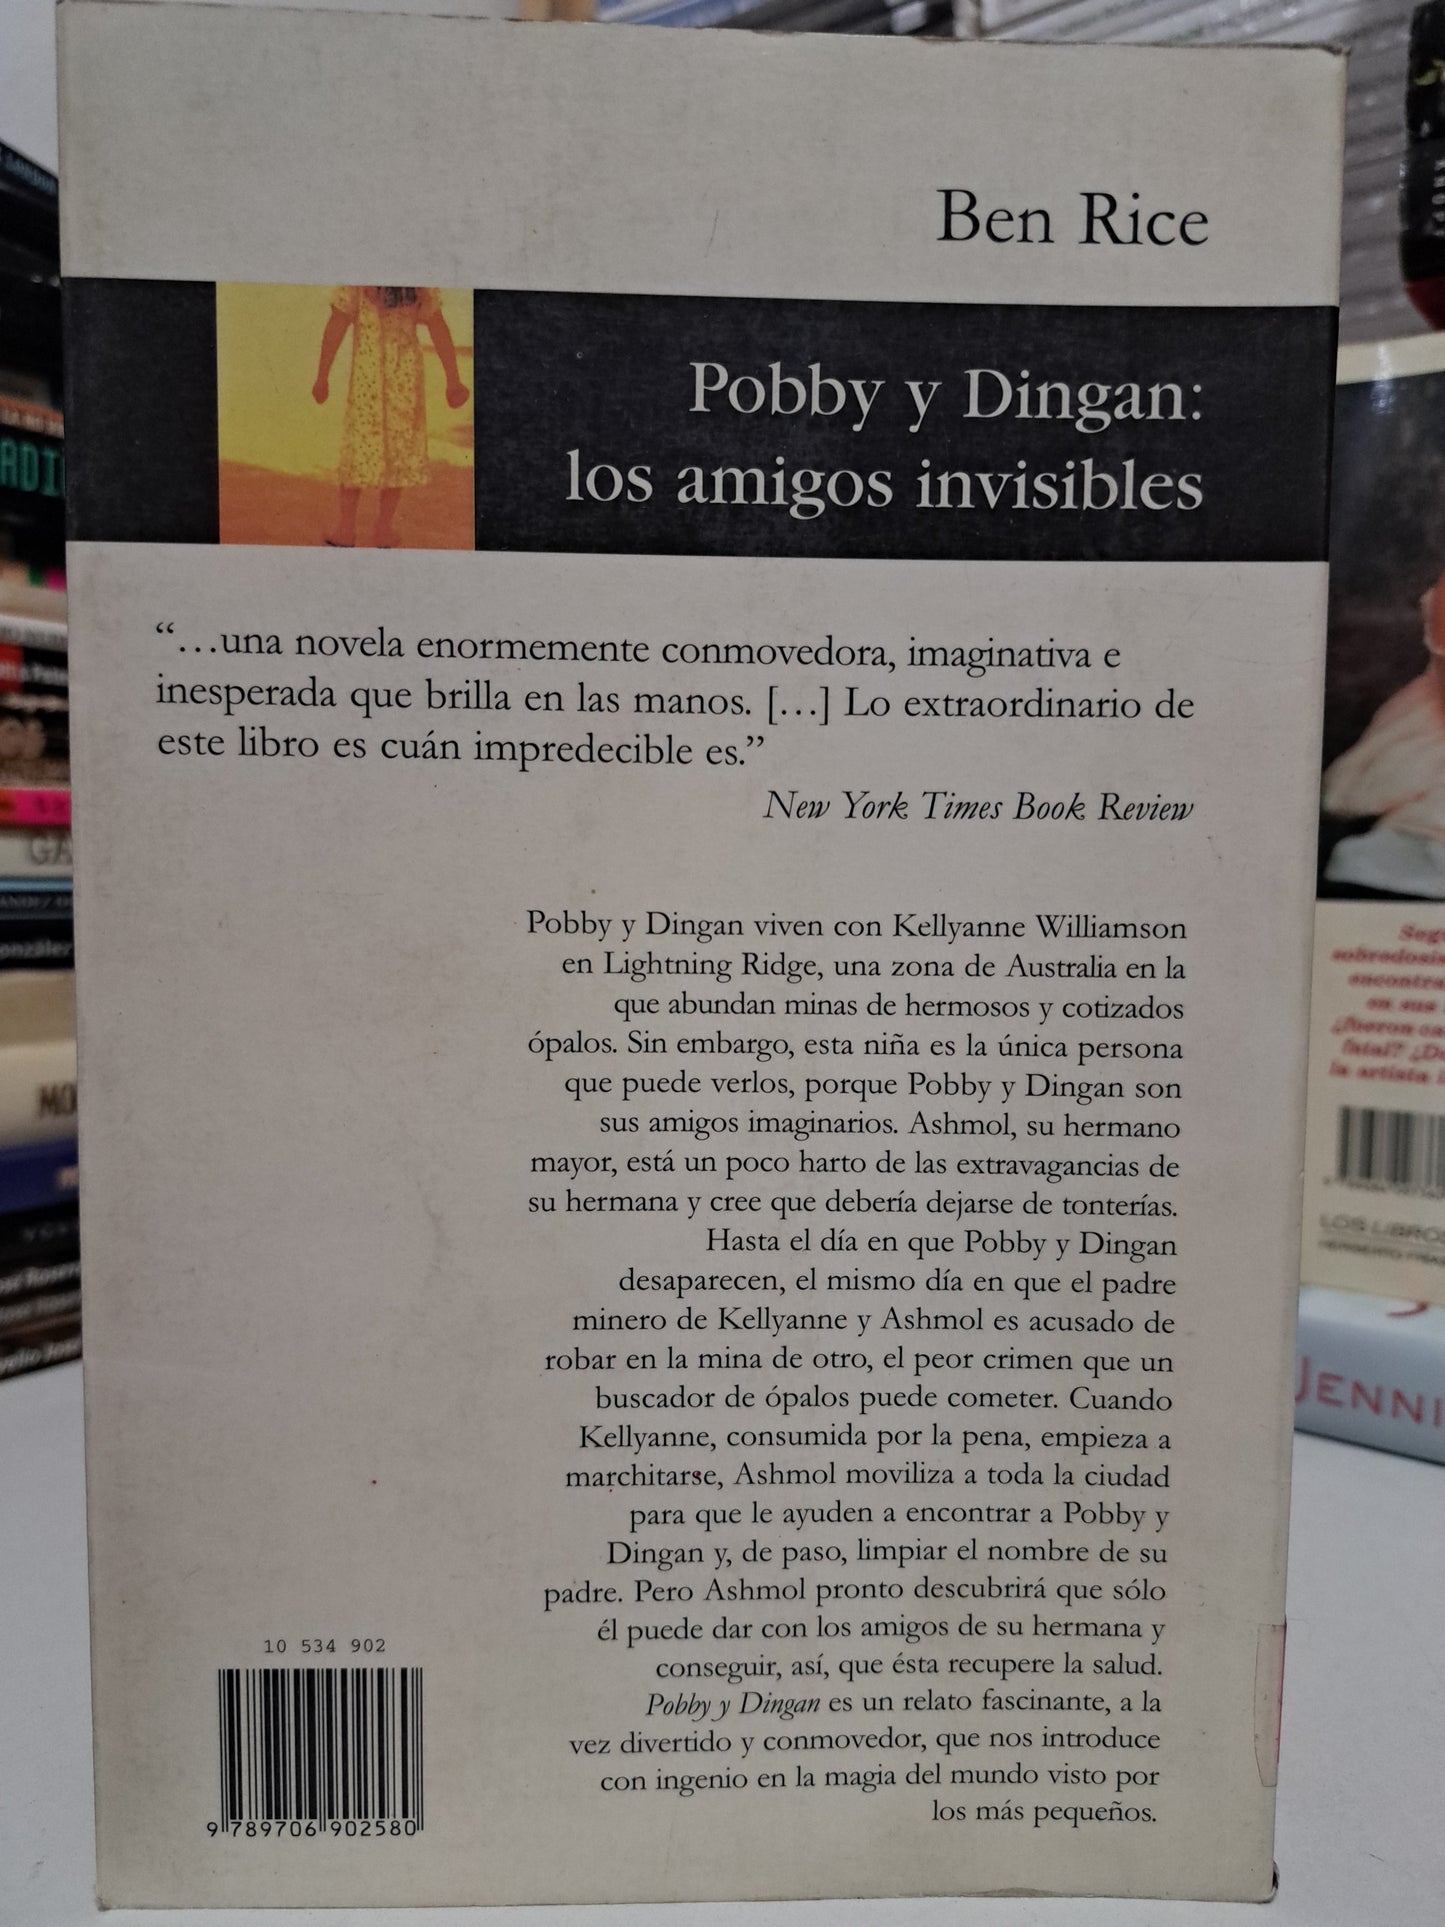 Ben Rice
Pobby y Dingan:
los amigos invisibles
“…una novela enormemente conmovedora, imaginativa e
inesperada que brilla en las manos. […] Lo extraordinario de
este libro es cuán impredecible es.”
New York Times Book Review
Pobby y Dingan viven con Kellyanne Williamson
en Lightning Ridge, una zona de Australia en la
que abundan minas de hermosos y cotizados
ópalos. Sin embargo, esta niña es la única persona
que puede verlos, porque Pobby y Dingan son
sus amigos imaginarios. Ashmol, su hermano
mayor, está un poco harto de las extravagancias de
su hermana y cree que debería dejarse de tonterías.
Hasta el día en que Pobby y Dingan
desaparecen, el mismo día en que el padre
minero de Kellyanne y Ashmol es acusado de
robar en la mina de otro, el peor crimen que un
buscador de ópalos puede cometer. Cuando
Kellyanne, consumida por la pena, empieza a
marchitarse, Ashmol moviliza a toda la ciudad
para que le ayuden a encontrar a Pobby y
Dingan y, de paso, limpiar el nombre de su
padre. Pero Ashmol pronto descubrirá que sólo
él puede dar con los amigos de su hermana y
conseguir, así, que ésta recupere la salud.
Pobby y Dingan es un relato fascinante, a la
vez divertido y conmovedor, que nos introduce
con ingenio en la magia del mundo visto por
los más pequeños.
10 534 902
9 789706 902580
sobredosis
encontra
en sus
la artista
LOS LIBROS
JENNI